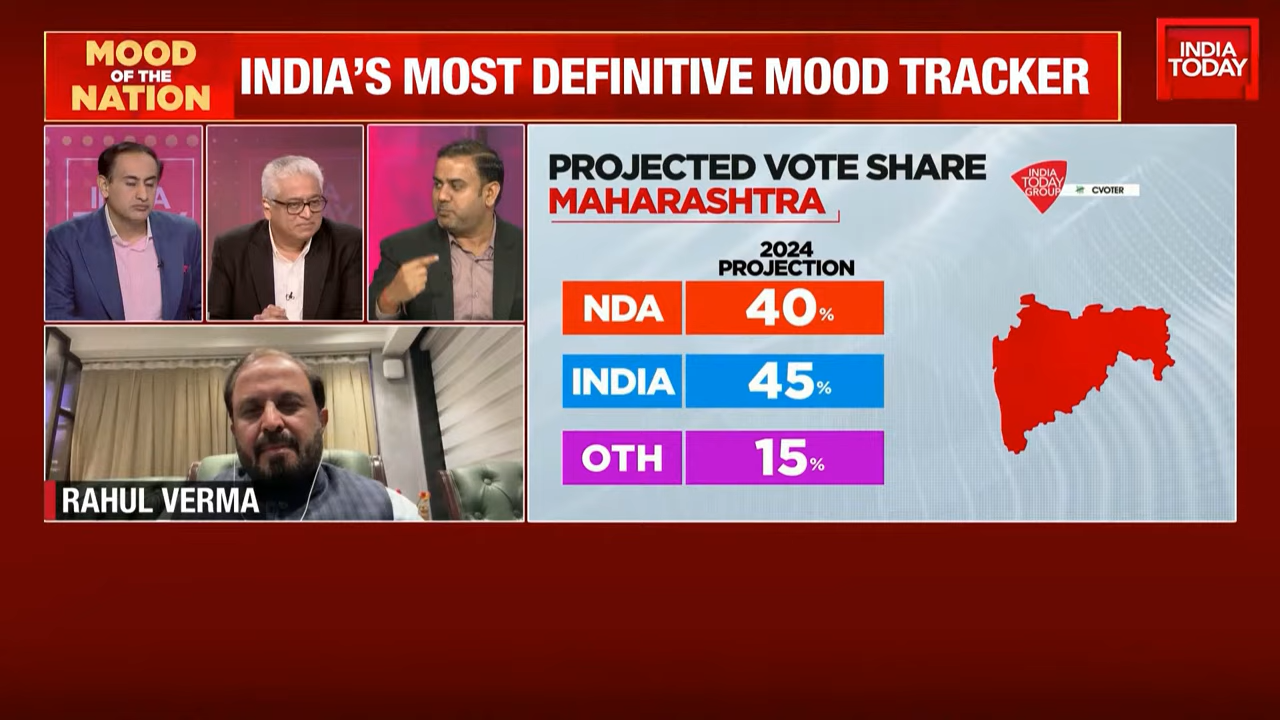 MOOD
OF THE
NATION
INDIA'S MOST DEFINITIVE MOOD TRACKER
INDIA
TODAY
PROJECTED VOTE SHARE
MAHARASHTRA
INDIA
TODAY
GROUP
CVOTER
2024
PROJECTION
NDA 40%
INDIA 45%
OTH 15%
RAHUL VERMA